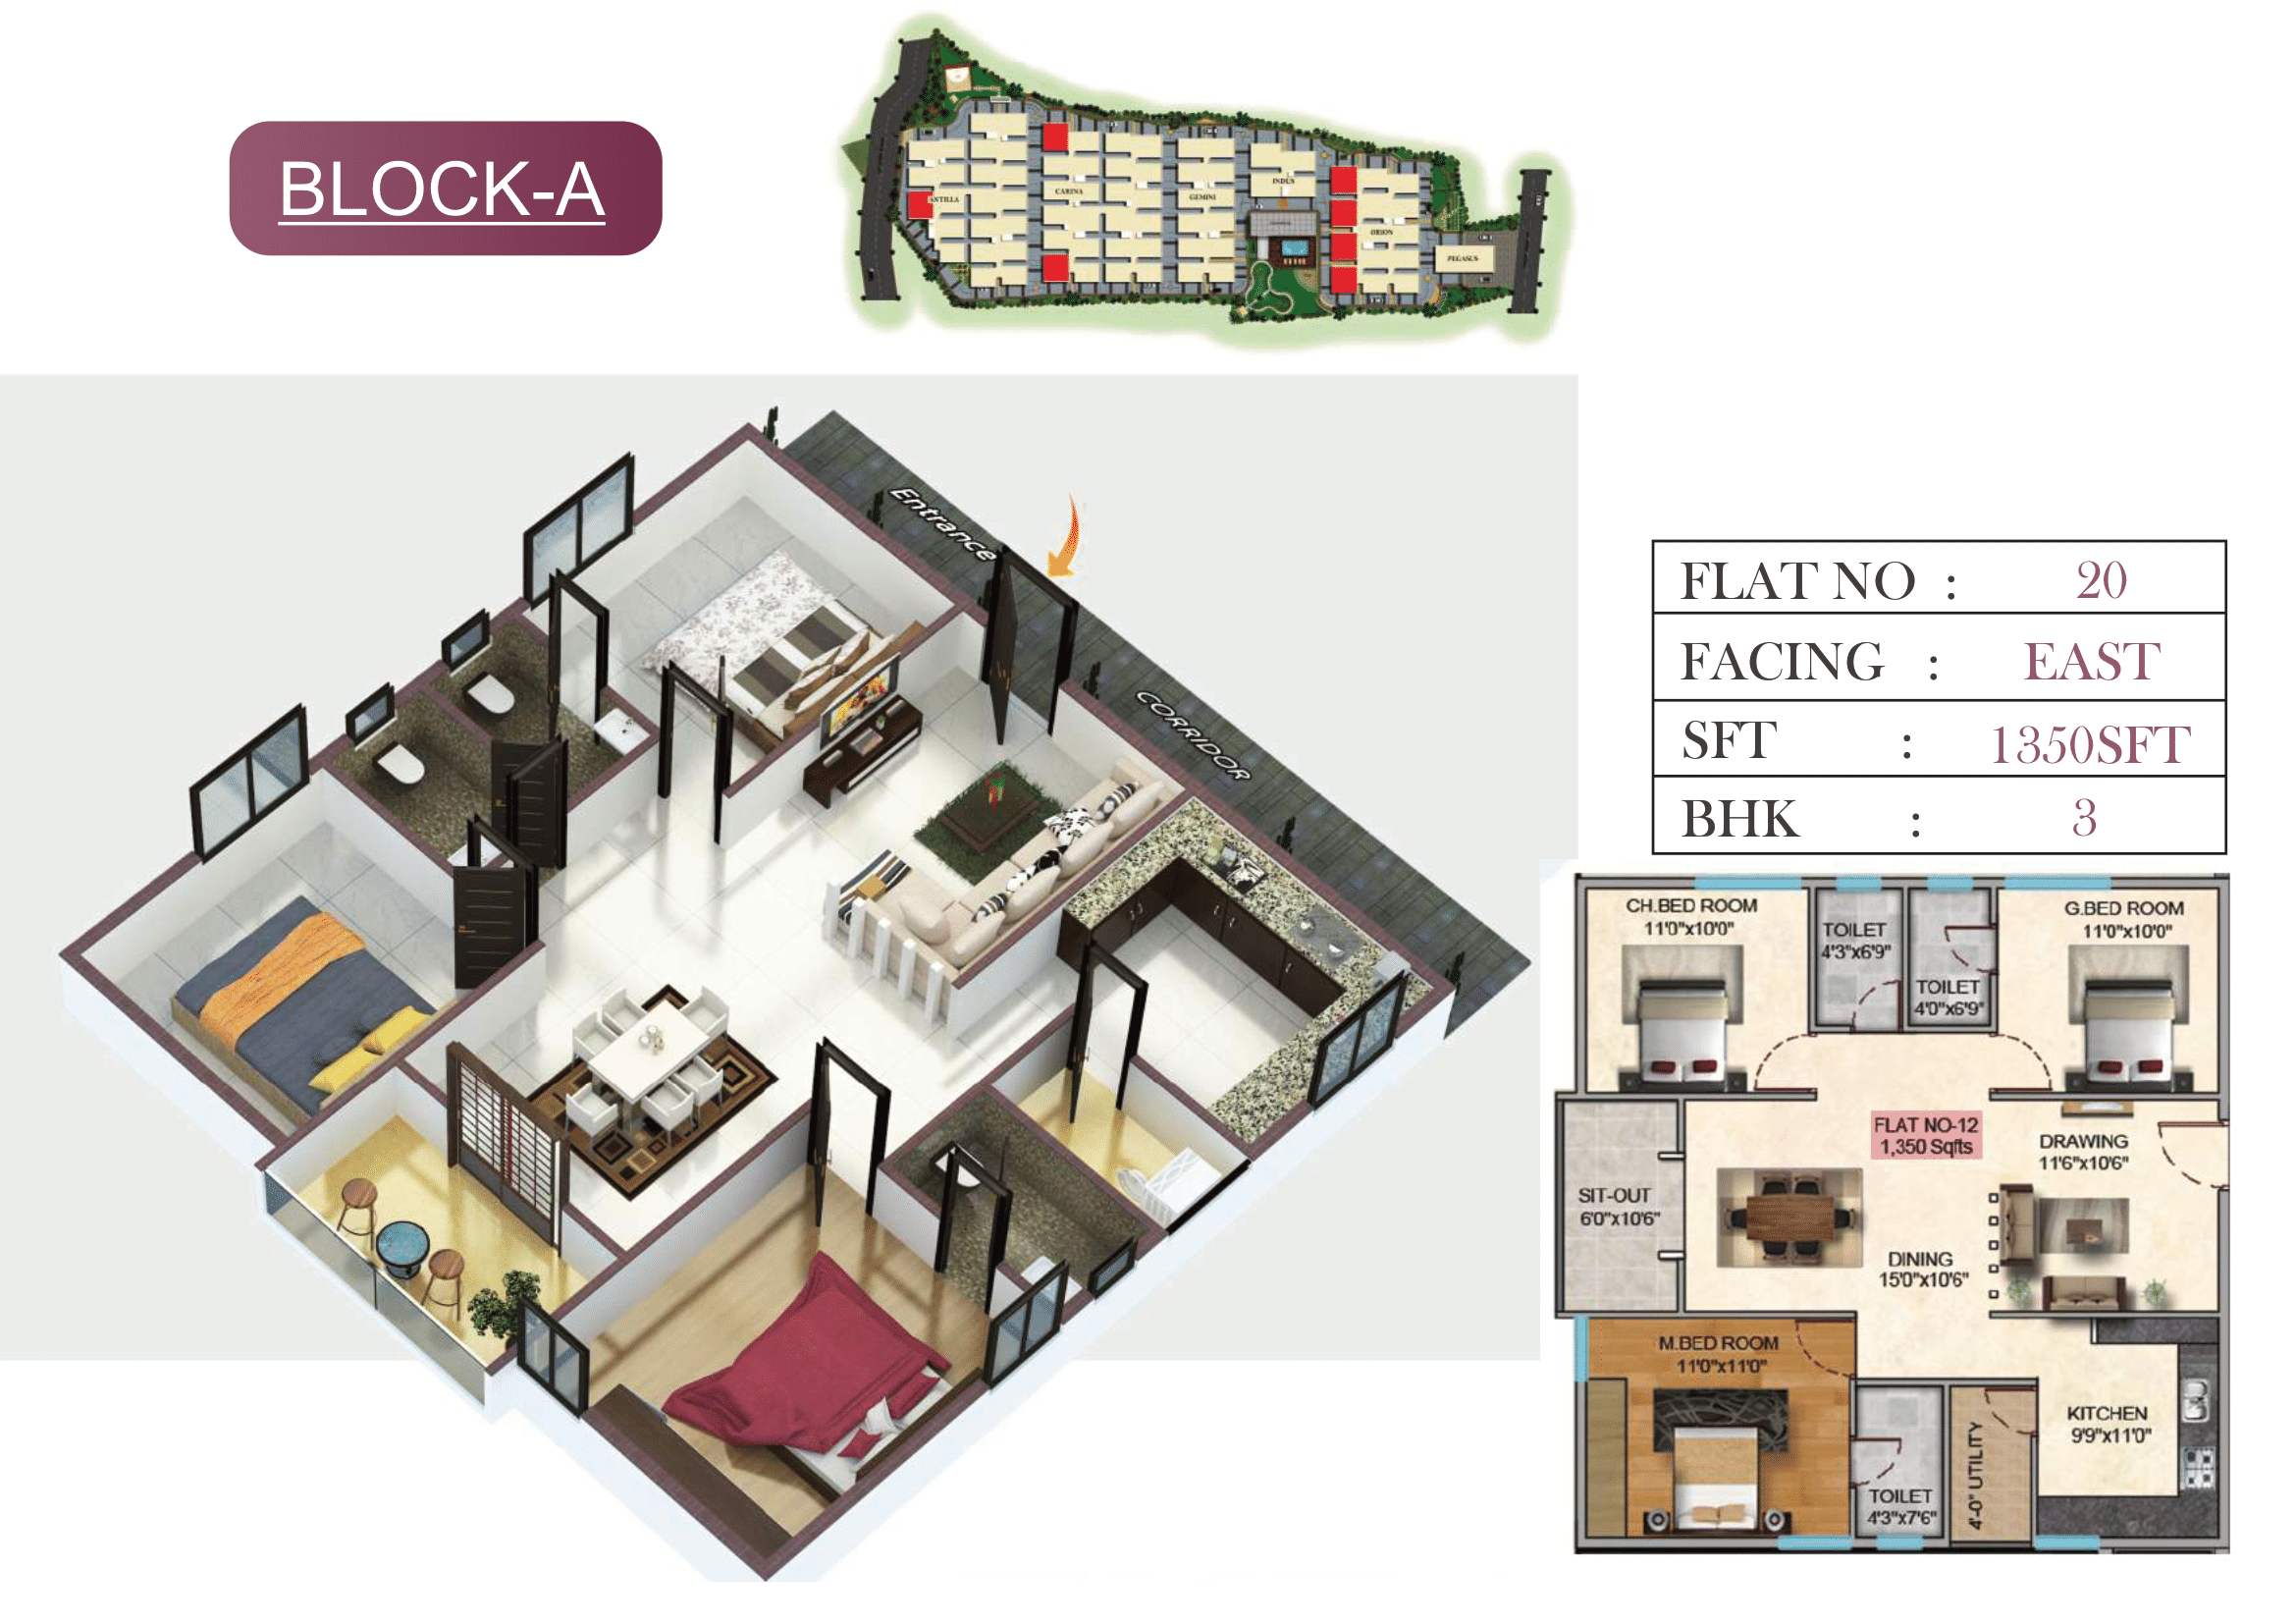 BLOCK-A
ANTILLA
CARINA
GEMINI
INDUS
ORION
PEGASUS
Entrance
CORRIDOR
FLAT NO : 20
FACING : EAST
SFT : 1350SFT
BHK : 3
CH.BED ROOM
11'0"x10'0"
TOILET
4'3"x6'9"
TOILET
4'0"x6'9"
G.BED ROOM
11'0"x10'0"
FLAT NO-12
1,350 Sqfts
DRAWING
11'6"x10'6"
SIT-OUT
6'0"x10'6"
DINING
15'0"x10'6"
M.BED ROOM
11'0"x11'0"
KITCHEN
9'9"x11'0"
TOILET
4'3"x7'6"
4'-0" UTILITY